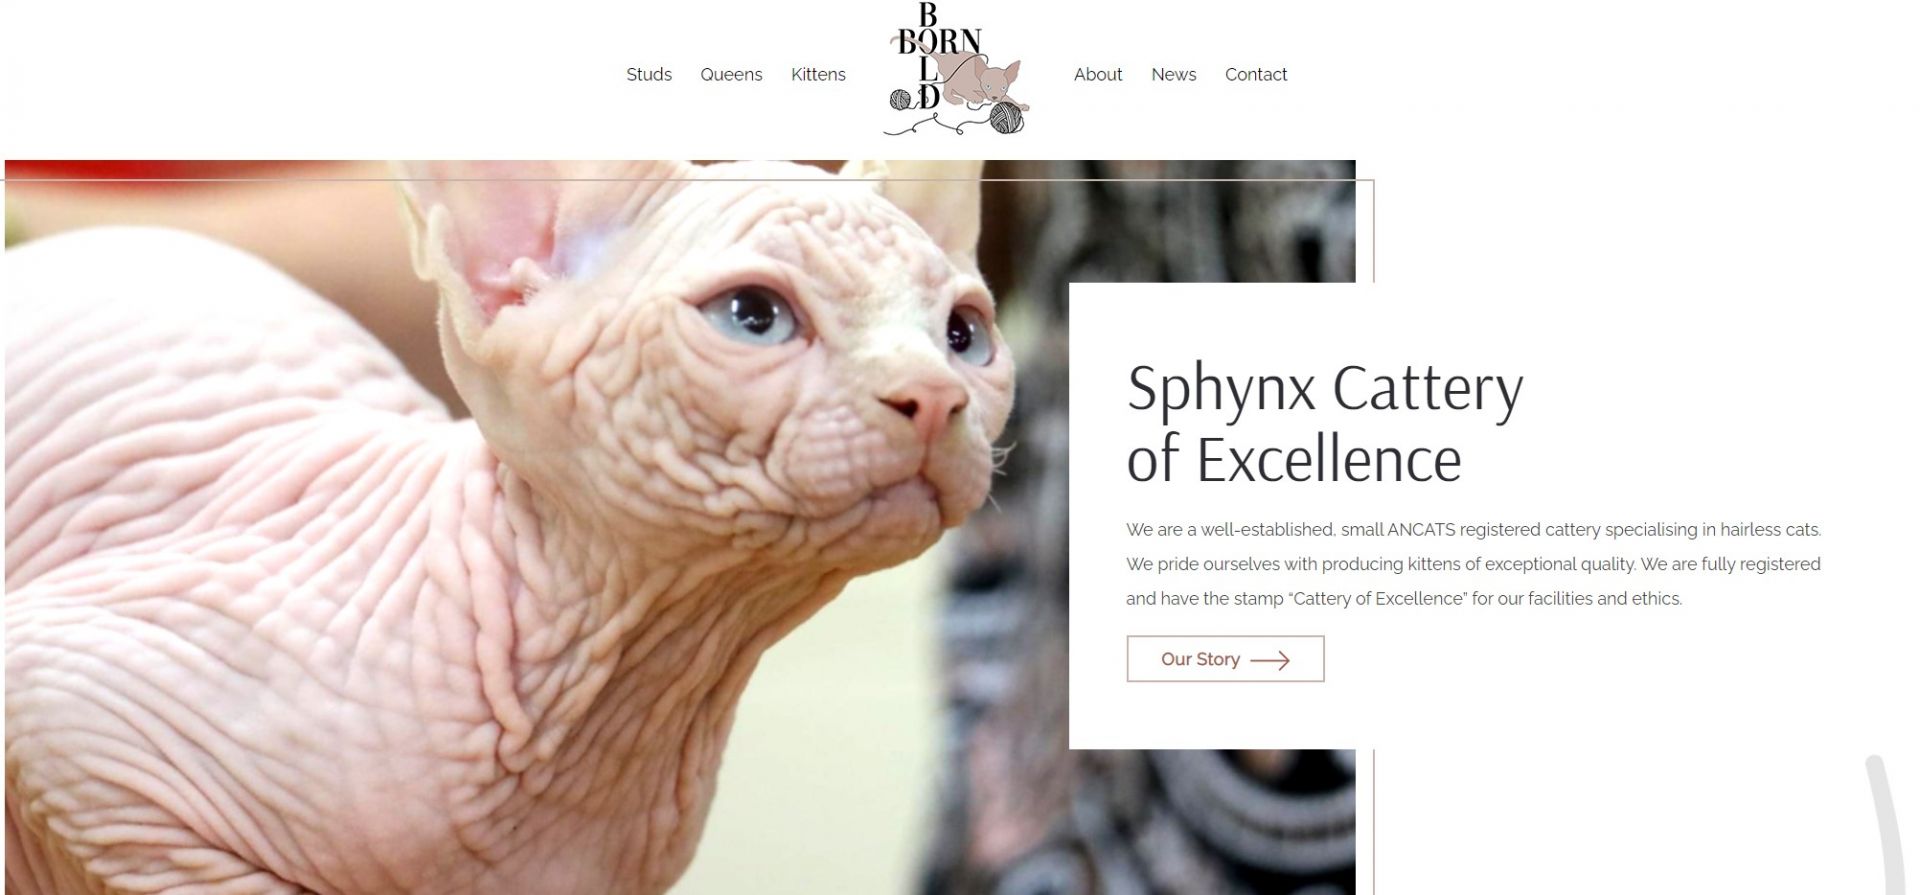 Studs Queens Kittens
BORN
BOLD
About News Contact
Sphynx Cattery
of Excellence
We are a well-established, small ANCATS registered cattery specialising in hairless cats.
We pride ourselves with producing kittens of exceptional quality. We are fully registered
and have the stamp “Cattery of Excellence” for our facilities and ethics.
Our Story